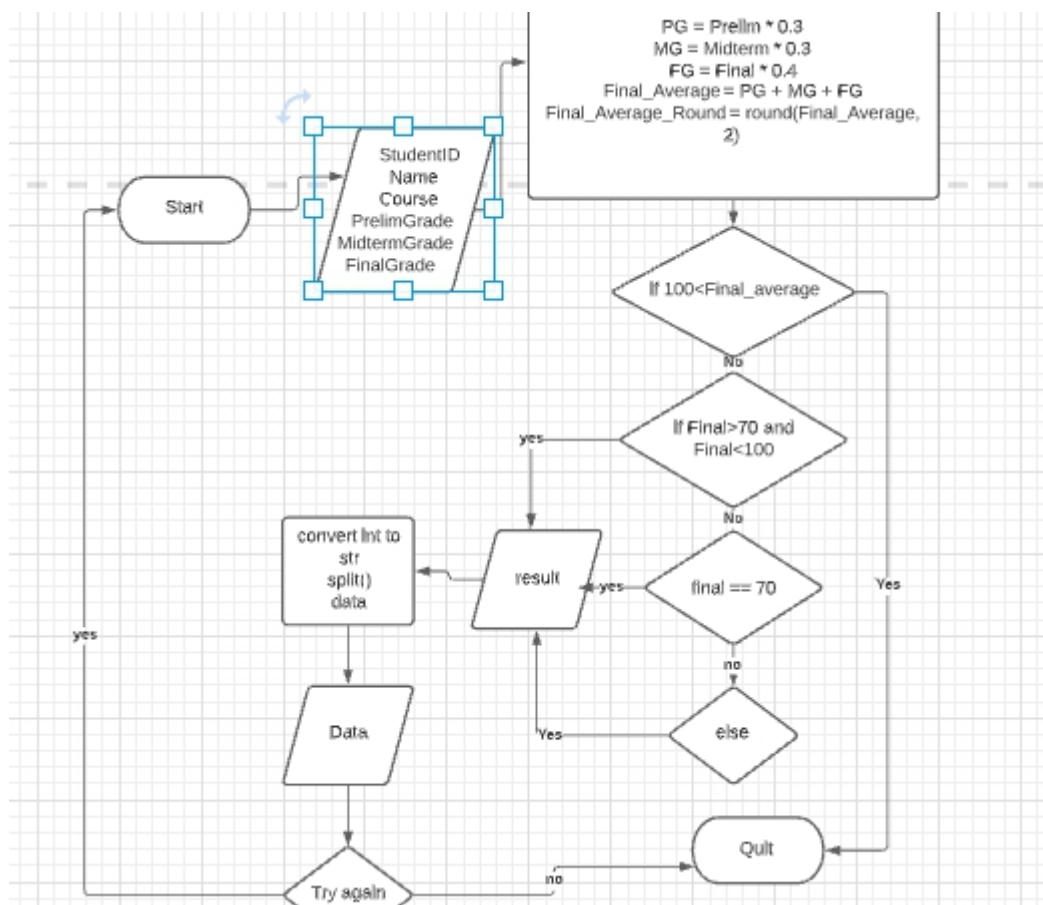 PG = Prelim * 0.3
MG = Midterm * 0.3
FG = Final * 0.4
Final_Average = PG + MG + FG
Final_Average_Round = round(Final_Average,
2)
StudentID
Name
Course
PrelimGrade
MidtermGrade
FinalGrade
Start
If 100<Final_average
No
If Final>70 and
Final<100
yes
No
convert int to
str
split()
data
result
yes
final == 70
Yes
yes
no
Data
Yes
else
Quit
Try again
no